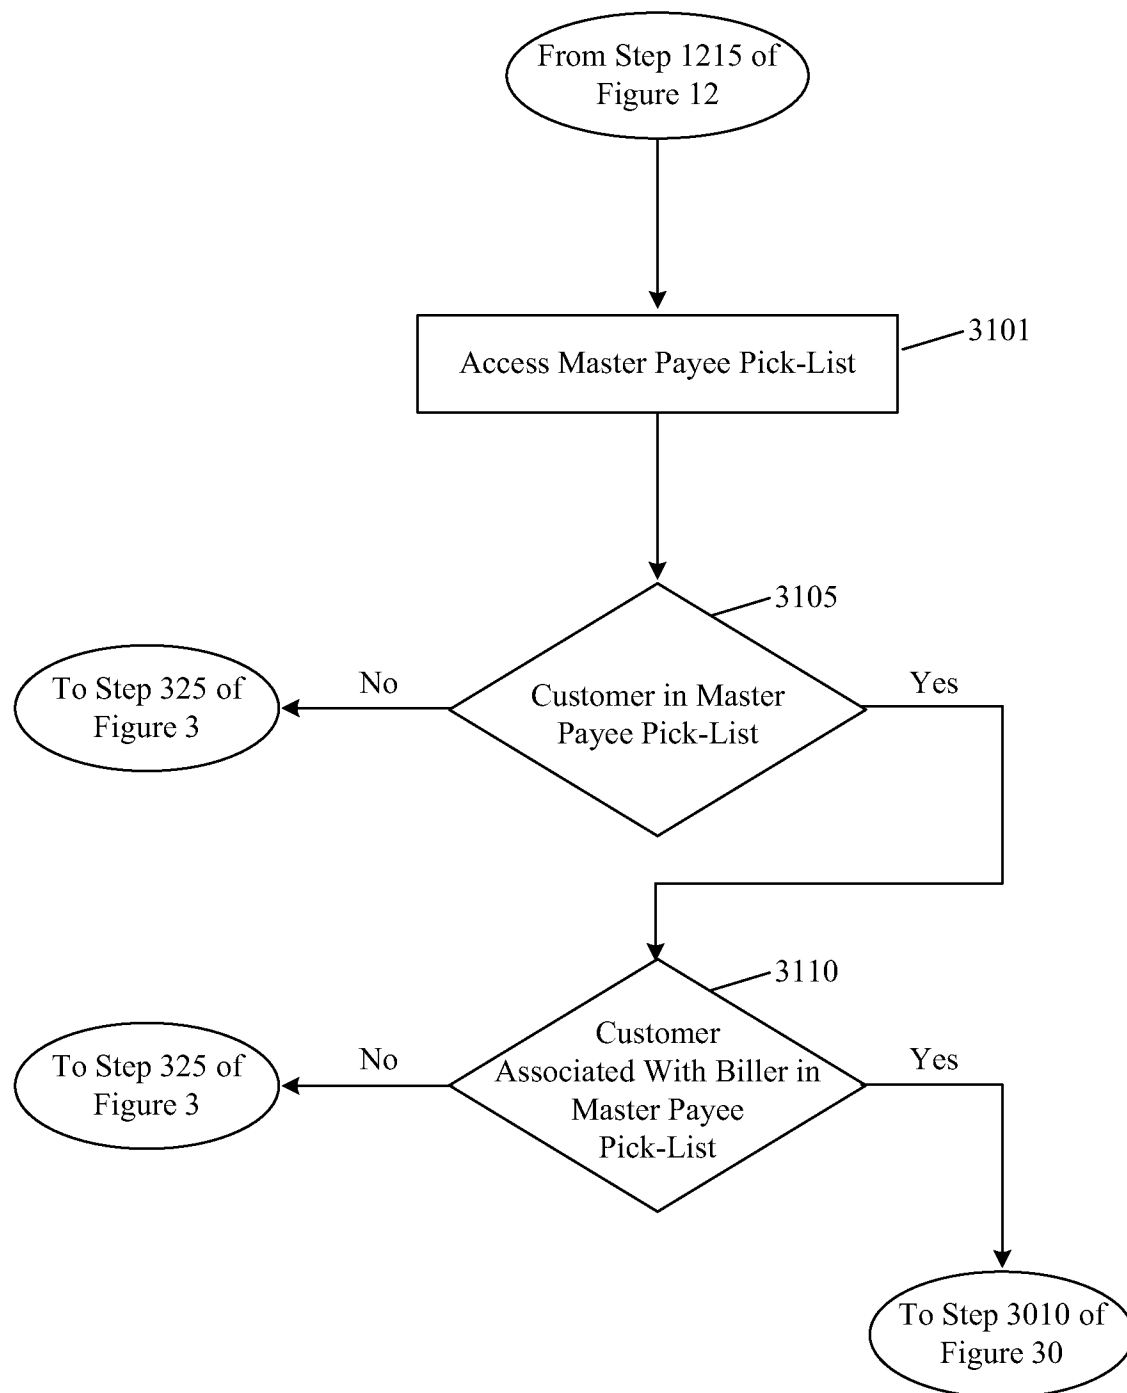 From Step 1215 of
Figure 12
3101
Access Master Payee Pick-List
3105
To Step 325 of
Figure 3
No
Customer in Master
Payee Pick-List
Yes
3110
To Step 325 of
Figure 3
No
Customer
Associated With Biller in
Master Payee
Pick-List
Yes
To Step 3010 of
Figure 30